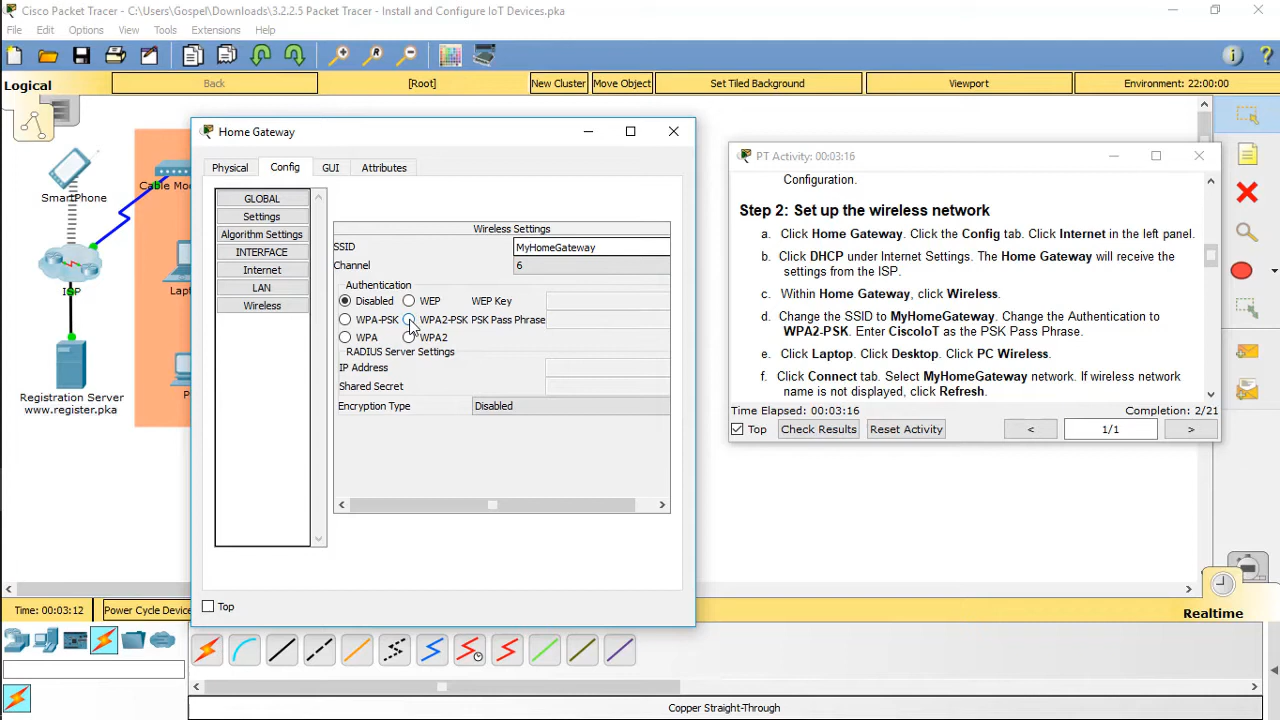 Cisco Packet Tracer - C:\Users\Gospel\Downloads\3.2.2.5 Packet Tracer - Install and Configure IoT Devices.pka
File Edit Options View Tools Extensions Help
Logical Back [Root] New Cluster Move Object Set Tiled Background Viewport Environment: 22:00:00
SmartPhone
Cable Mod
ISP
Lapt
Registration Server
www.register.pka
P
Home Gateway
Physical Config GUI Attributes
GLOBAL
Settings
Algorithm Settings
INTERFACE
Internet
LAN
Wireless
Wireless Settings
SSID MyHomeGateway
Channel 6
Authentication
Disabled WEP WEP Key
WPA-PSK WPA2-PSK PSK Pass Phrase
WPA WPA2
RADIUS Server Settings
IP Address
Shared Secret
Encryption Type Disabled
Top
PT Activity: 00:03:16
Configuration.
Step 2: Set up the wireless network
a. Click Home Gateway. Click the Config tab. Click Internet in the left panel.
b. Click DHCP under Internet Settings. The Home Gateway will receive the
settings from the ISP.
c. Within Home Gateway, click Wireless.
d. Change the SSID to MyHomeGateway. Change the Authentication to
WPA2-PSK. Enter CiscoIoT as the PSK Pass Phrase.
e. Click Laptop. Click Desktop. Click PC Wireless.
f. Click Connect tab. Select MyHomeGateway network. If wireless network
name is not displayed, click Refresh.
Time Elapsed: 00:03:16 Completion: 2/21
Top Check Results Reset Activity < 1/1 >
Time: 00:03:12 Power Cycle Device
Realtime
Copper Straight-Through